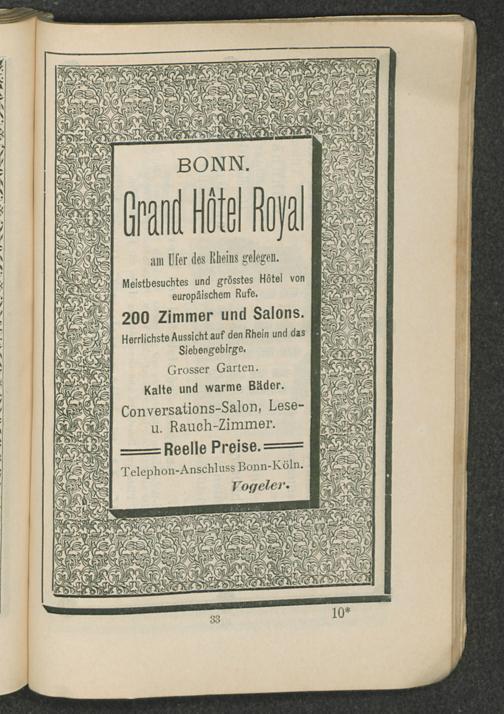 BONN.
Grand Hôtel Royal
am Ufer des Rheins gelegen.
Meistbesuchtes und grösstes Hôtel von
europäischem Rufe.
200 Zimmer und Salons.
Herrlichste Aussicht auf den Rhein und das
Siebengebirge.
Grosser Garten.
Kalte und warme Bäder.
Conversations-Salon, Lese-
u. Rauch-Zimmer.
Reelle Preise.
Telephon-Anschluss Bonn-Köln.
Vogeler.
33
10*